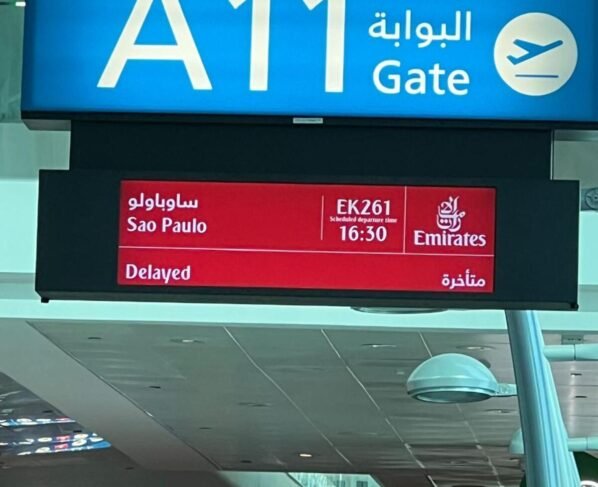 A11
البوابة
Gate
ساوباولو
Sao Paulo
EK261
Scheduled departure time
16:30
Emirates
Delayed
متأخرة